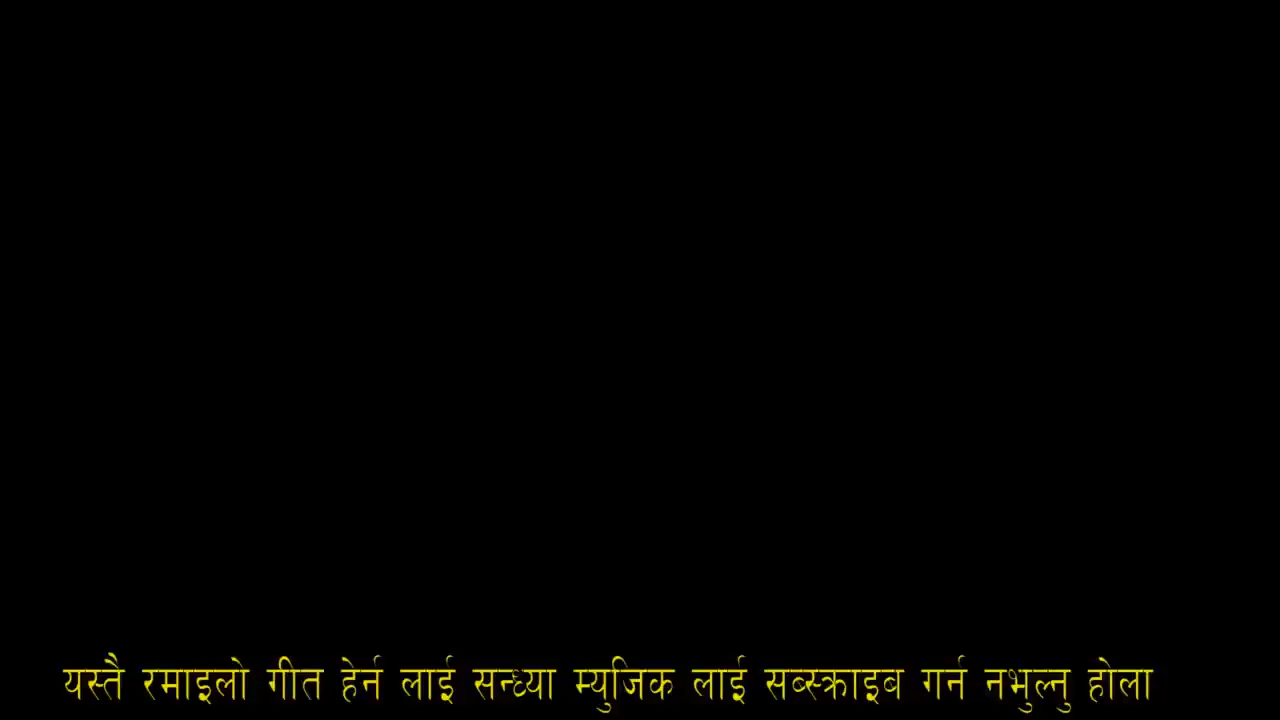 यस्तै रमाइलो गीत हेर्न लाई सन्ध्या म्युजिक लाई सब्स्क्राइब गर्न नभुल्नु होला